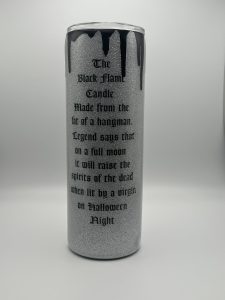 The
Black Flame
Candle
Made from the
fat of a hangman.
Legend says that
on a full moon
it will raise the
spirits of the dead
when lit by a virgin
on Halloween
Night